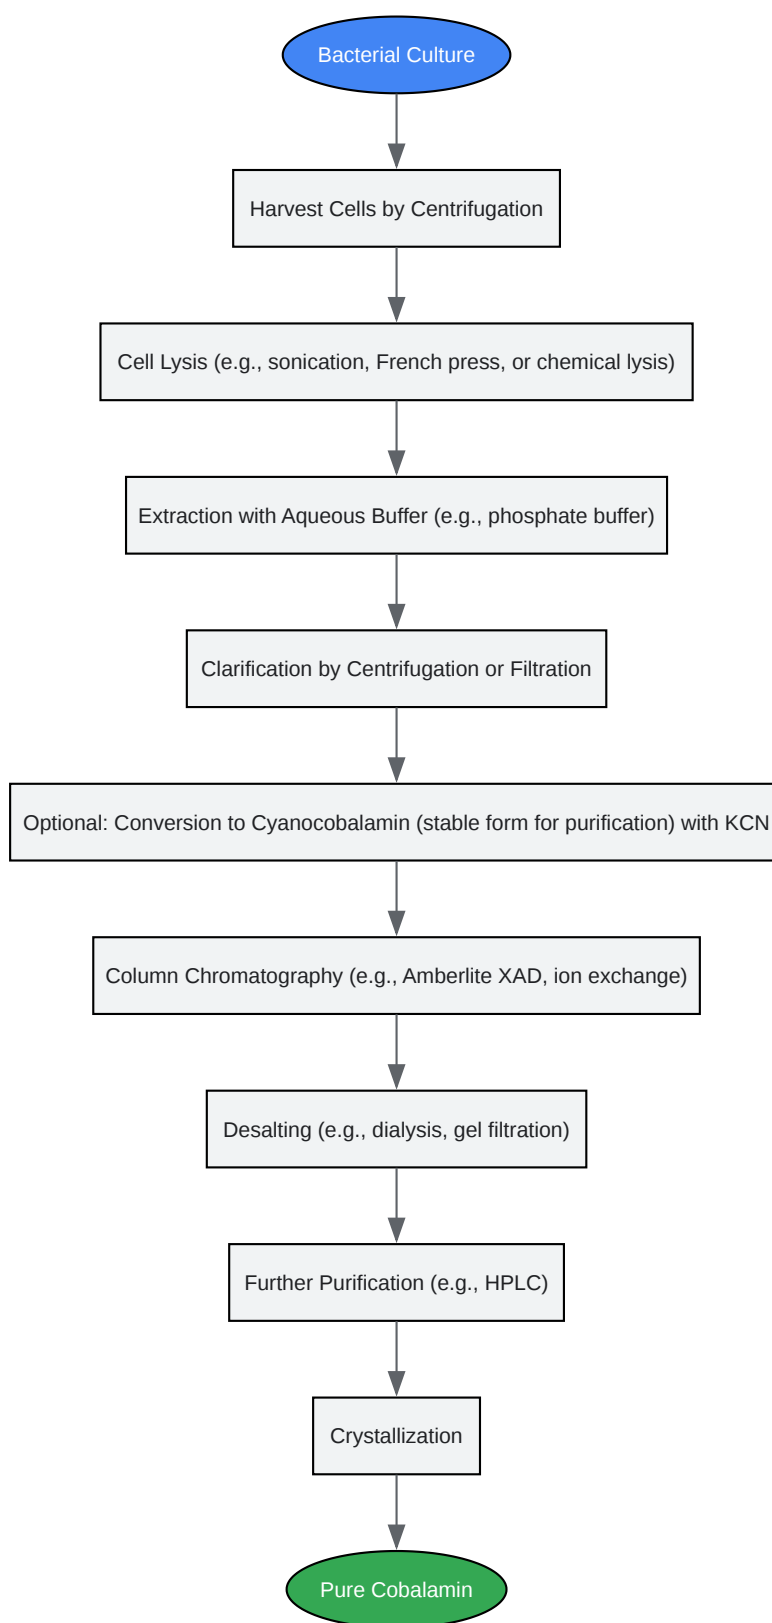 Bacterial Culture
Harvest Cells by Centrifugation
Cell Lysis (e.g., sonication, French press, or chemical lysis)
Extraction with Aqueous Buffer (e.g., phosphate buffer)
Clarification by Centrifugation or Filtration
Optional: Conversion to Cyanocobalamin (stable form for purification) with KCN
Column Chromatography (e.g., Amberlite XAD, ion exchange)
Desalting (e.g., dialysis, gel filtration)
Further Purification (e.g., HPLC)
Crystallization
Pure Cobalamin